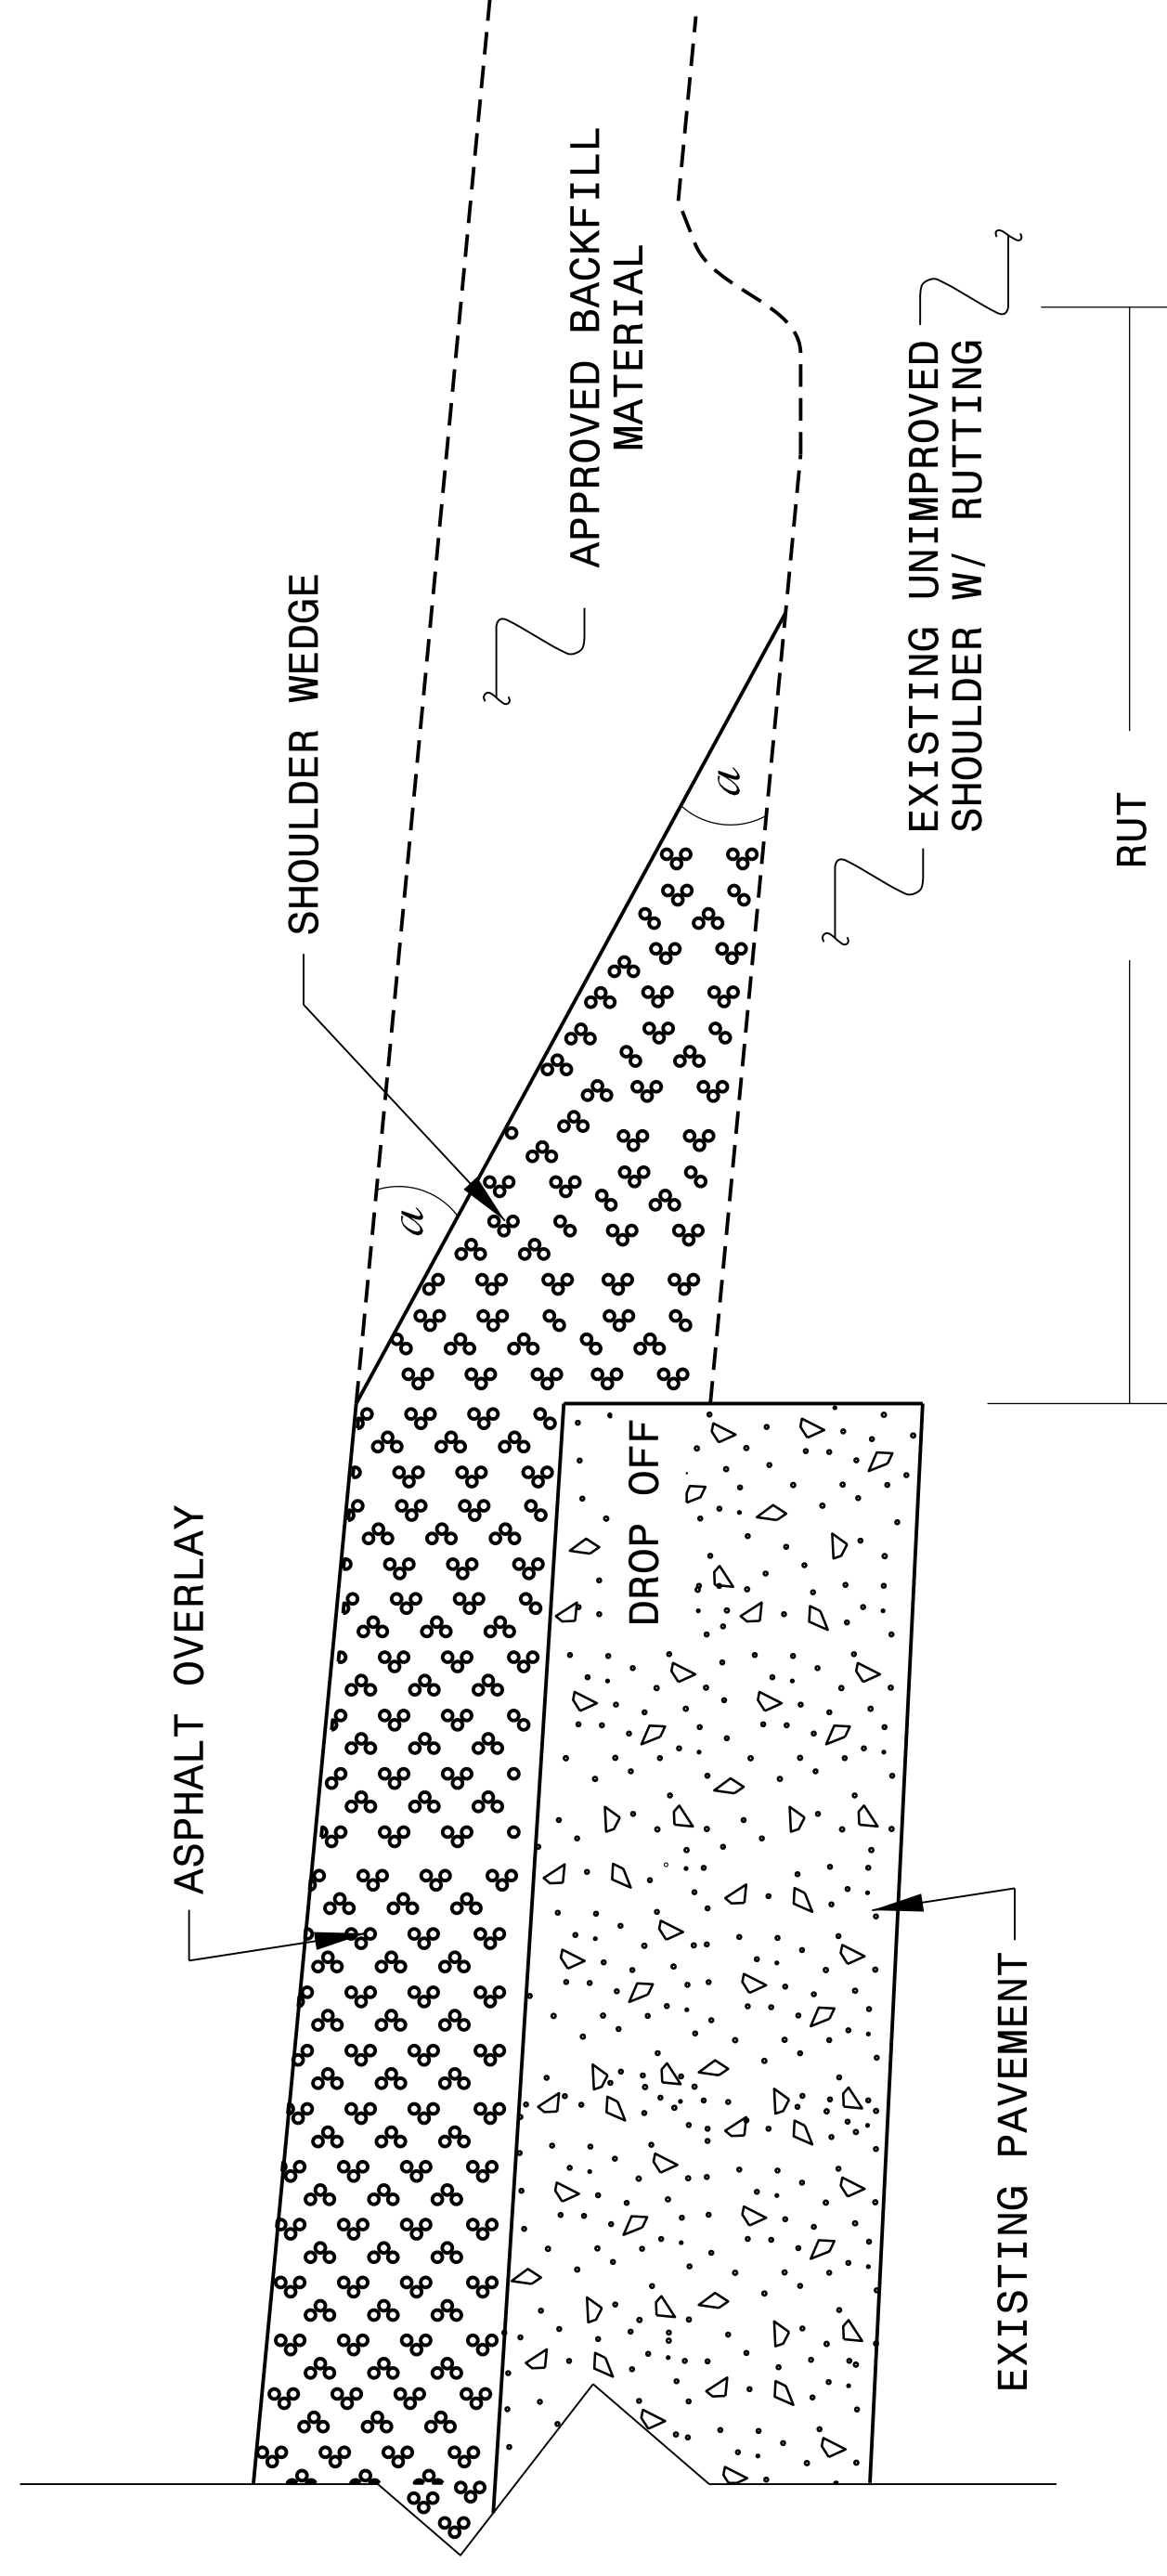 ASPHALT OVERLAY
SHOULDER WEDGE
a
APPROVED BACKFILL
MATERIAL
DROP OFF
a
EXISTING UNIMPROVED
SHOULDER W/ RUTTING
EXISTING PAVEMENT
RUT